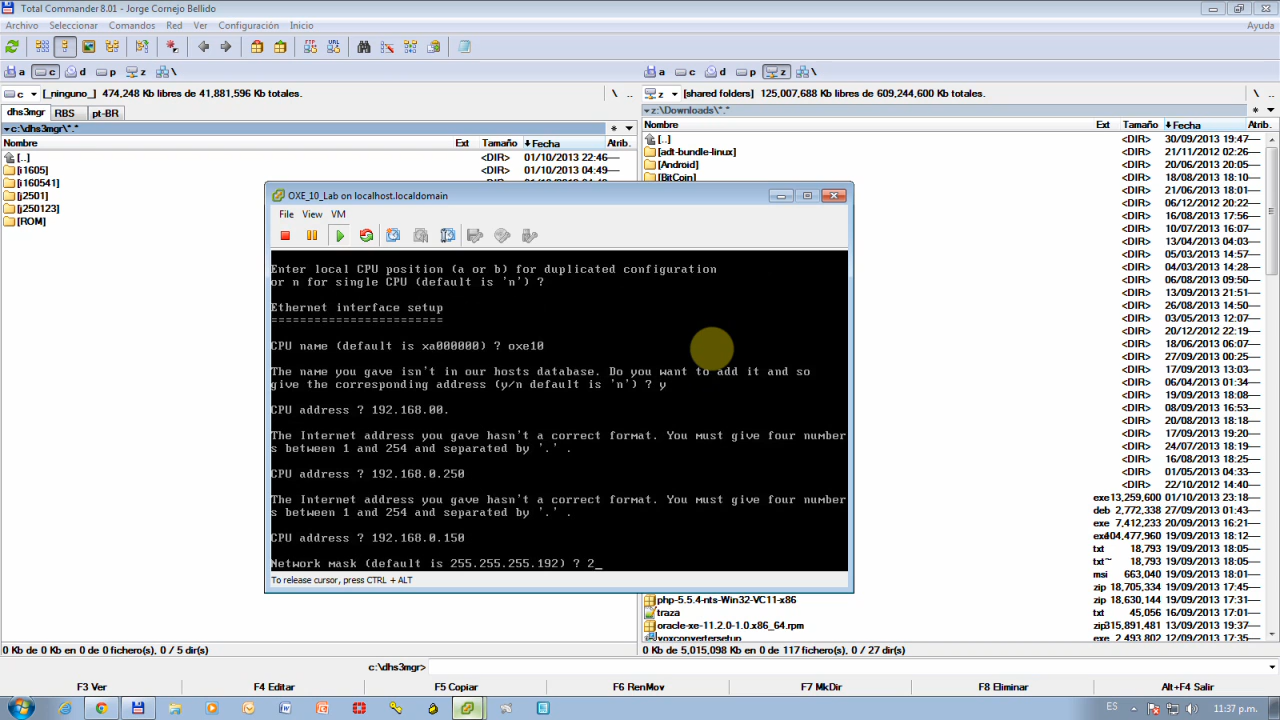 Total Commander 8.01 - Jorge Cornejo Bellido
Archivo Seleccionar Comandos Red Ver Configuración Inicio Ayuda
a c d p z \ a c d p z \
c [_ninguno_] 474,248 Kb libres de 41,881,596 Kb totales. \ .. z [shared folders] 125,007,688 Kb libres de 609,244,600 Kb totales. \ ..
dhs3mgr RBS pt-BR
z:\Downloads\*.* * 
c:\dhs3mgr\*.* *
Nombre Ext Tamaño Fecha Atrib. Nombre Ext Tamaño Fecha Atrib.
[..] <DIR> 01/10/2013 22:46—
[i1605] <DIR> 01/10/2013 04:49—
[i160541]
[j2501]
[j250123]
[ROM]
[..] <DIR> 30/09/2013 19:47—
[adt-bundle-linux] <DIR> 21/11/2012 02:26—
[Android] <DIR> 20/06/2013 20:05—
[BitCoin] <DIR> 18/08/2013 18:10—
<DIR> 21/06/2013 18:01—
<DIR> 06/12/2012 20:22—
<DIR> 16/08/2013 17:56—
<DIR> 10/07/2013 16:07—
<DIR> 13/04/2013 04:03—
<DIR> 05/03/2013 14:57—
<DIR> 04/03/2013 14:28—
<DIR> 06/08/2013 09:50—
<DIR> 13/09/2013 21:51—
<DIR> 26/08/2013 14:50—
<DIR> 03/05/2013 12:07—
<DIR> 20/12/2012 22:19—
<DIR> 27/09/2013 13:27—
<DIR> 17/09/2013 13:03—
<DIR> 06/04/2013 01:34—
<DIR> 19/09/2013 19:08—
<DIR> 08/09/2013 16:53—
<DIR> 20/08/2013 18:18—
<DIR> 17/09/2013 19:20—
<DIR> 24/07/2013 18:19—
<DIR> 16/08/2013 18:25—
<DIR> 01/05/2013 04:33—
<DIR> 22/10/2012 14:40—
exe 13,259,600 01/10/2013 23:18—
deb 2,772,338 27/09/2013 01:43—
exe 7,412,233 20/09/2013 16:21—
exe 404,477,960 19/09/2013 18:13—
txt 18,793 19/09/2013 18:05—
txt~ 18,793 19/09/2013 18:05—
msi 663,040 19/09/2013 18:01—
zip 18,705,334 19/09/2013 17:45—
php-5.5.4-nts-Win32-VC11-x86 zip 18,630,144 19/09/2013 17:31—
traza txt 45,056 16/09/2013 17:01—
oracle-xe-11.2.0-1.0.x86_64.rpm zip 315,891,481 13/09/2013 17:37—
voxconvertersetup exe 2,493,802 12/09/2013 17:35—
OXE_10_Lab on localhost.localdomain
File View VM
Enter local CPU position (a or b) for duplicated configuration
or n for single CPU (default is 'n') ?
Ethernet interface setup
========================
CPU name (default is xa000000) ? oxe10
The name you gave isn't in our hosts database. Do you want to add it and so
give the corresponding address (y/n default is 'n') ? y
CPU address ? 192.168.00.
The Internet address you gave hasn't a correct format. You must give four number
s between 1 and 254 and separated by '.' .
CPU address ? 192.168.0.250
The Internet address you gave hasn't a correct format. You must give four number
s between 1 and 254 and separated by '.' .
CPU address ? 192.168.0.150
Network mask (default is 255.255.255.192) ? 2_
To release cursor, press CTRL + ALT
0 Kb de 0 Kb en 0 de 0 fichero(s), 0 / 5 dir(s) 0 Kb de 5,015,098 Kb en 0 de 117 fichero(s), 0 / 27 dir(s)
c:\dhs3mgr>
F3 Ver F4 Editar F5 Copiar F6 RenMov F7 MkDir F8 Eliminar Alt+F4 Salir
ES 11:37 p.m.